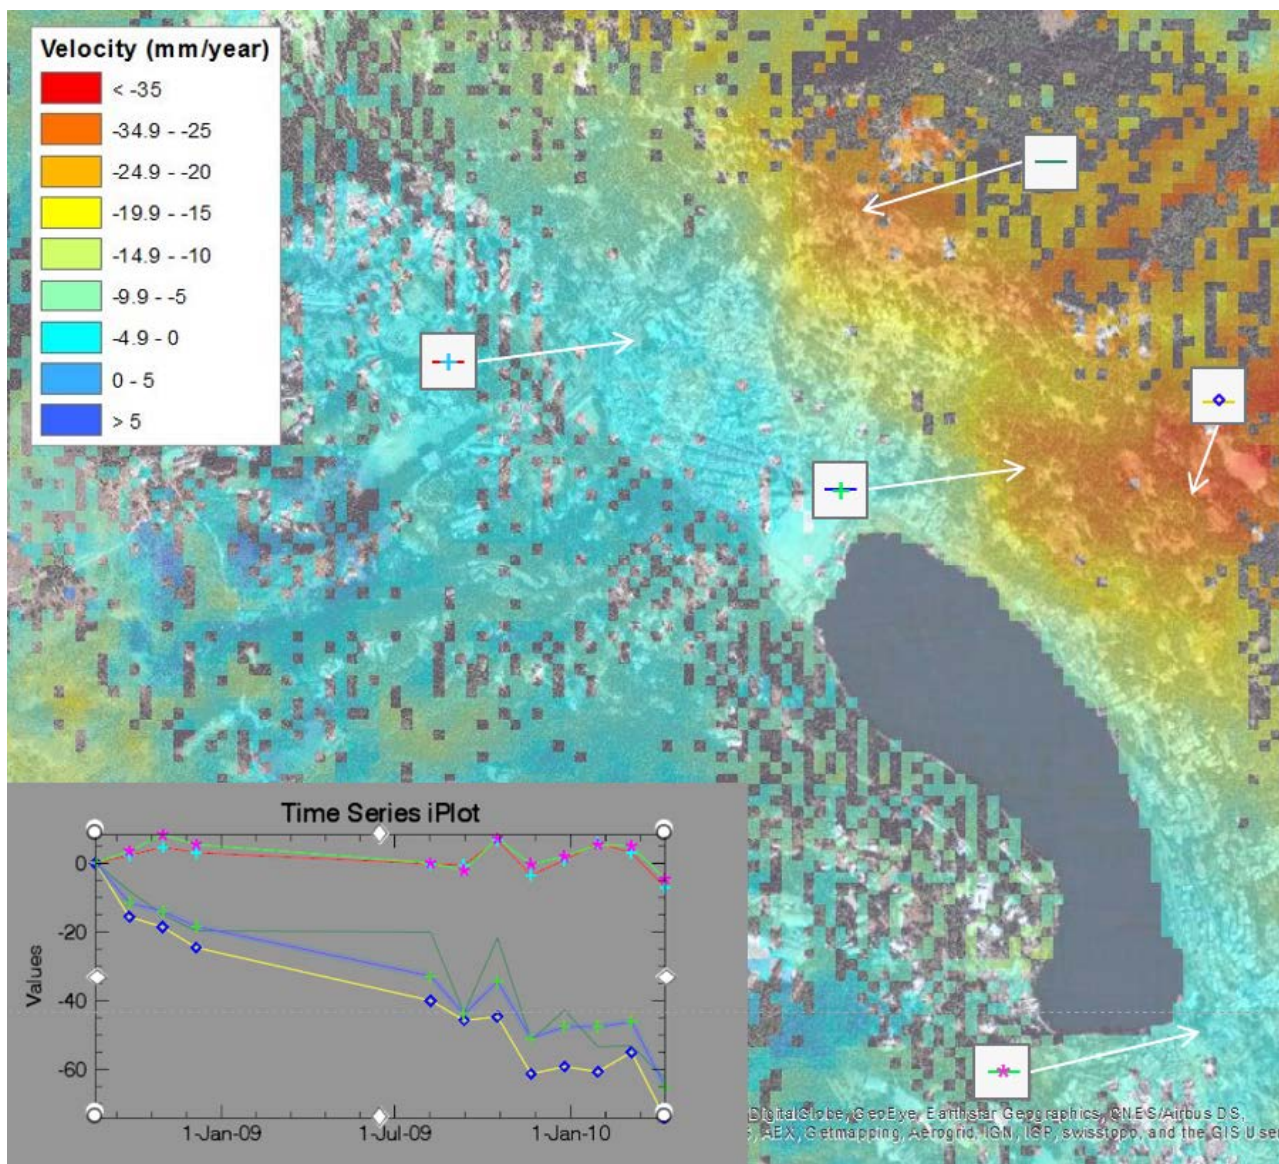 Velocity (mm/year)
< -35
-34.9 - -25
-24.9 - -20
-19.9 - -15
-14.9 - -10
-9.9 - -5
-4.9 - 0
0 - 5
> 5
Time Series iPlot
Values
0
-20
-40
-60
1-Jan-09
1-Jul-09
1-Jan-10
DigitalGlobe, GeoEye, Earthstar Geographics, CNES/Airbus DS,
, AEX, Getmapping, Aerogrid, IGN, IGP, swisstopo, and the GIS User